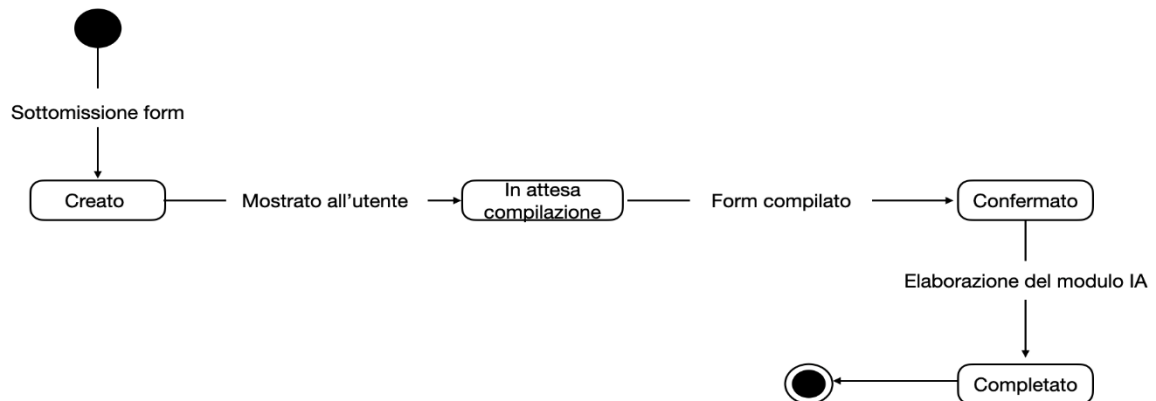 Sottomissione form
Creato
Mostrato all'utente
In attesa
compilazione
Form compilato
Confermato
Elaborazione del modulo IA
Completato